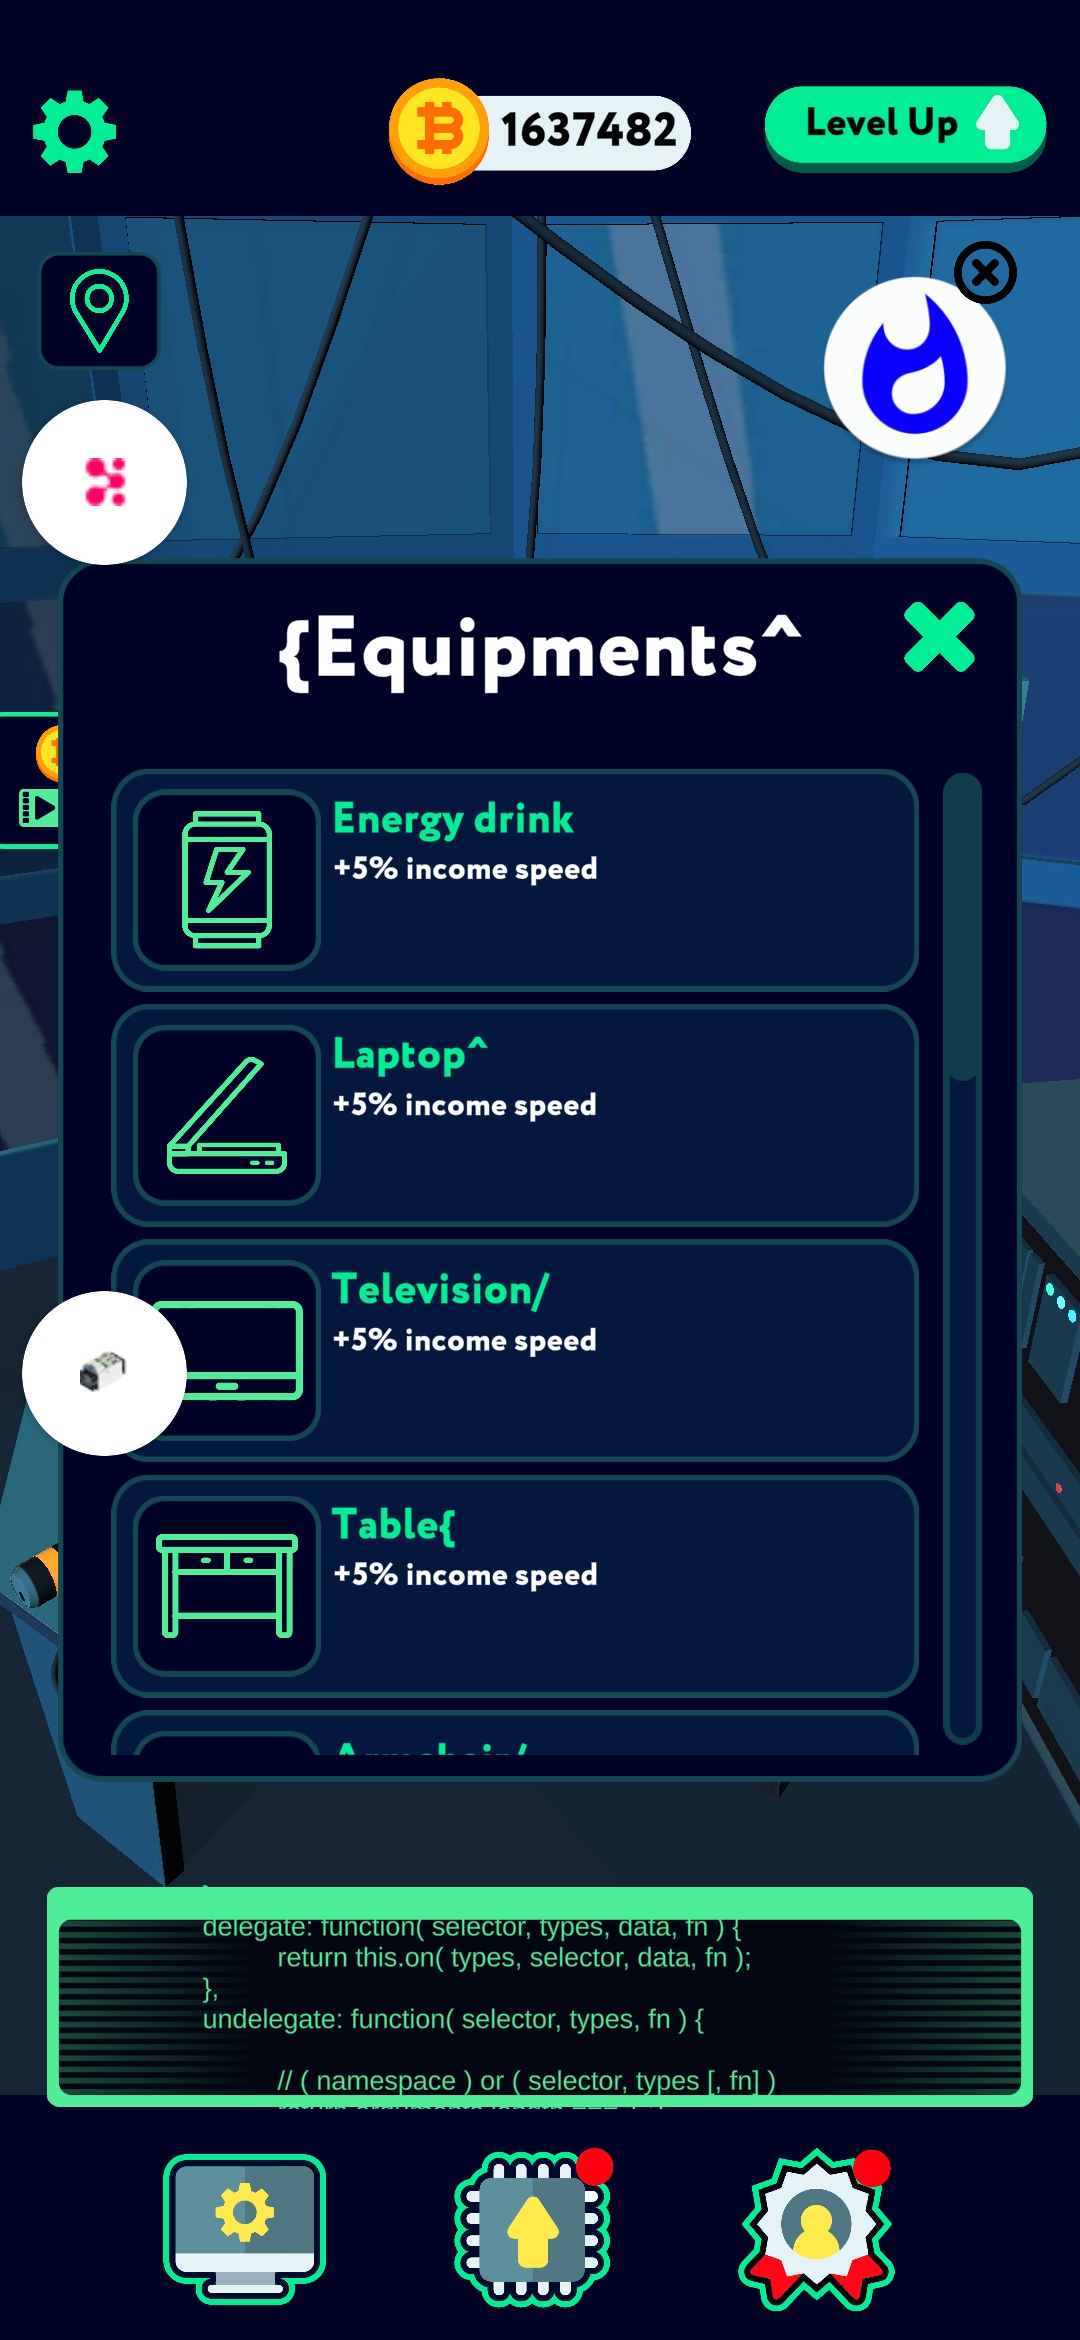 1637482
Level Up
{Equipments^
Energy drink
+5% income speed
Laptop^
+5% income speed
Television/
+5% income speed
Table{
+5% income speed
Armchair/
delegate: function( selector, types, data, fn ) {
return this.on( types, selector, data, fn );
},
undelegate: function( selector, types, fn ) {
// ( namespace ) or ( selector, types [, fn] )